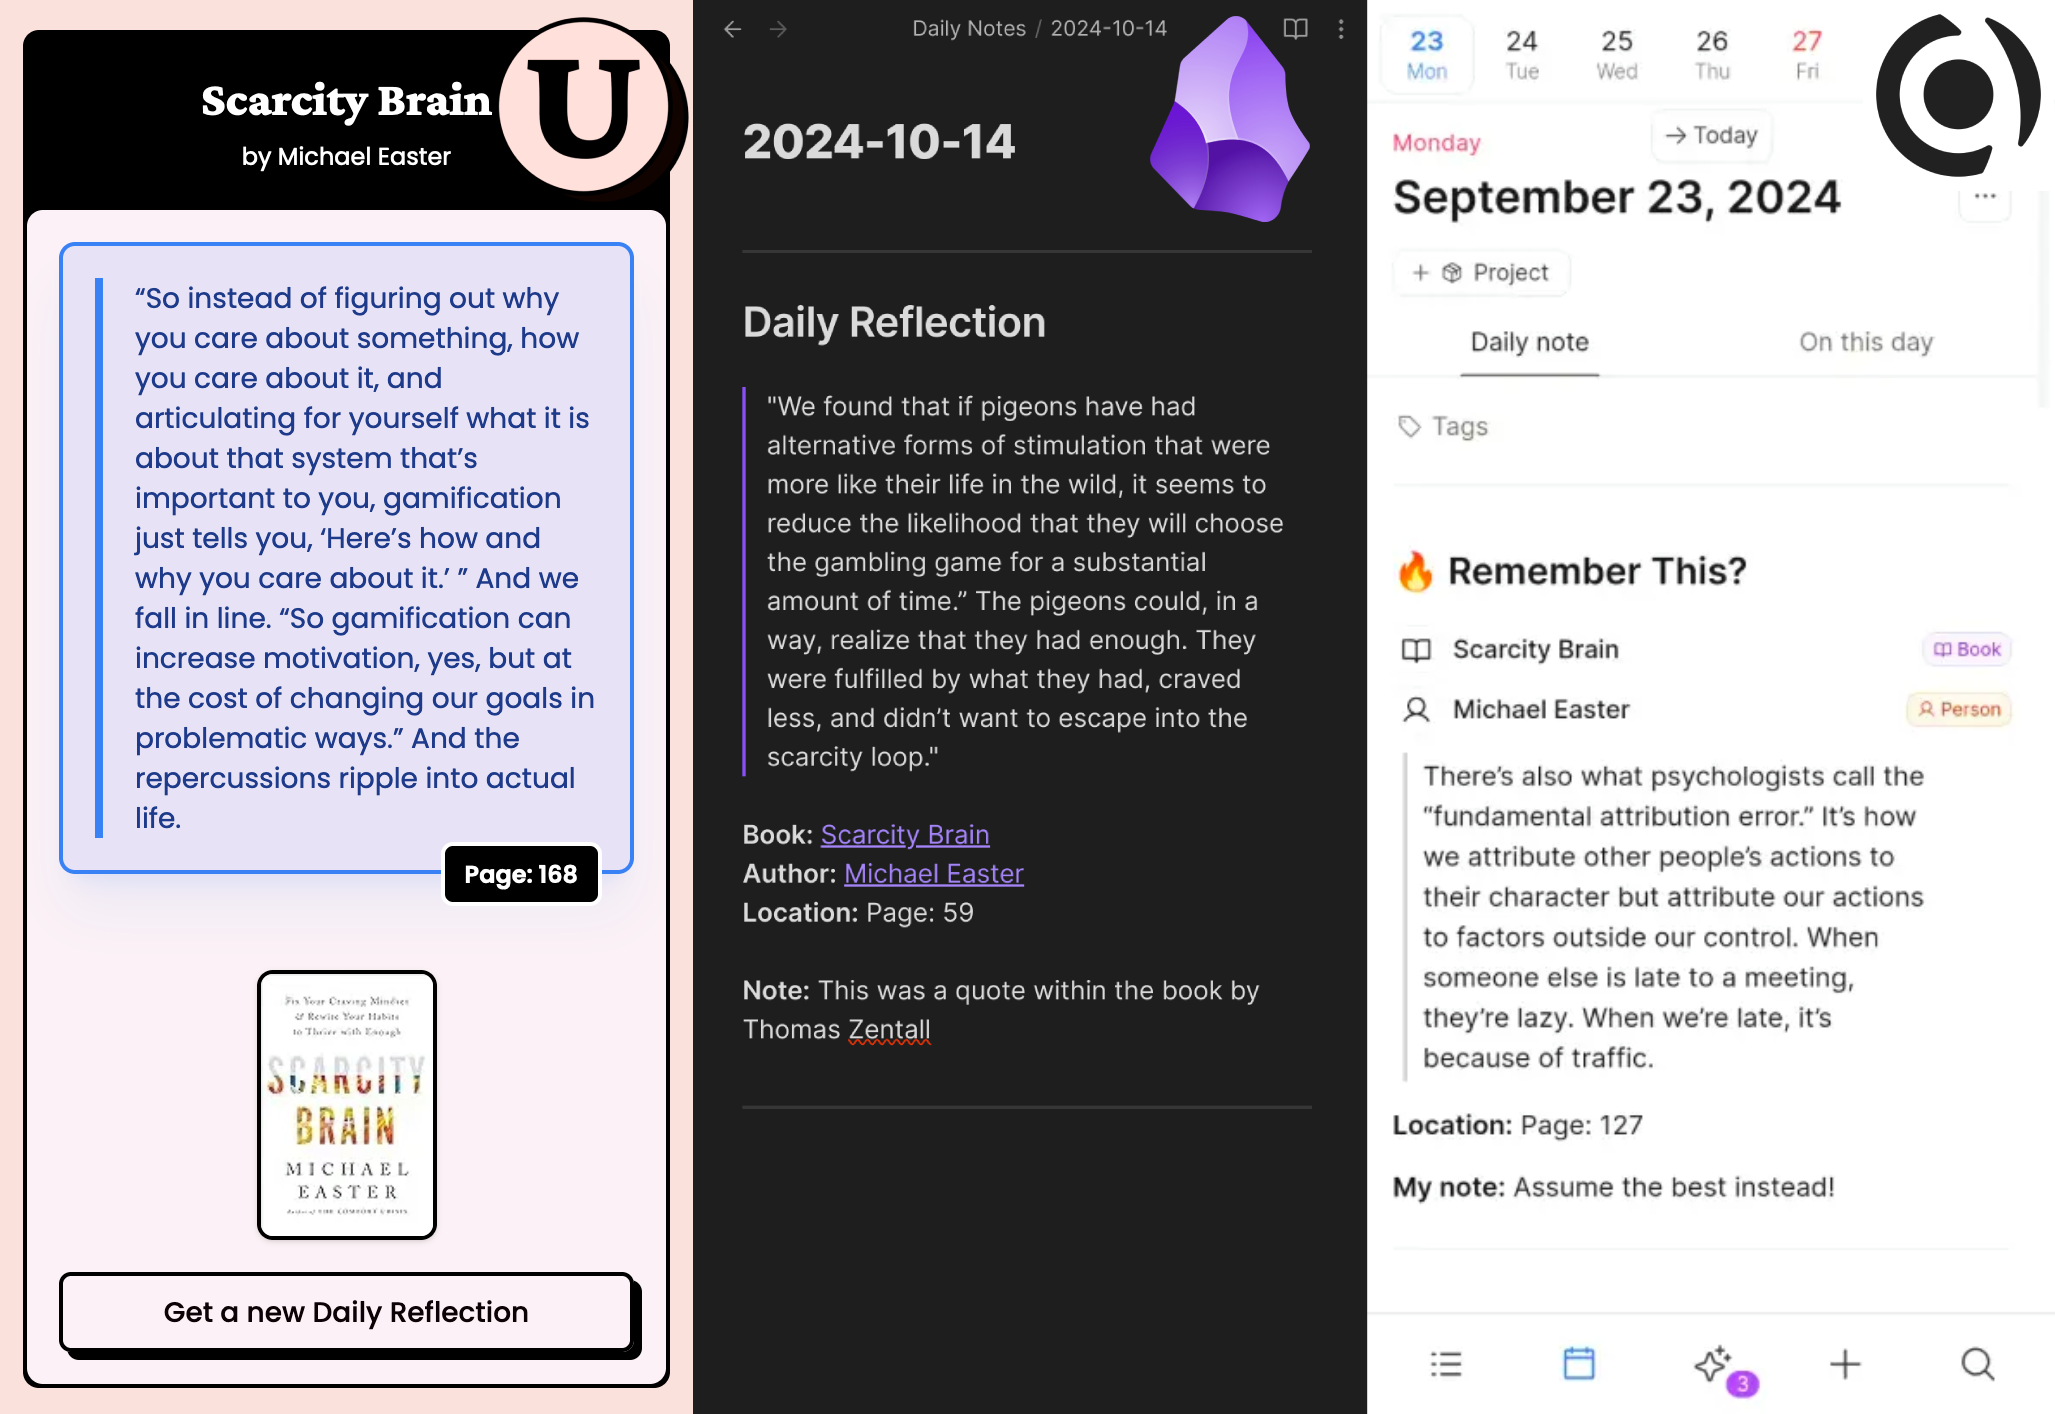 Scarcity Brain
by Michael Easter
U
“So instead of figuring out why
you care about something, how
you care about it, and
articulating for yourself what it is
about that system that’s
important to you, gamification
just tells you, ‘Here’s how and
why you care about it.’ ” And we
fall in line. “So gamification can
increase motivation, yes, but at
the cost of changing our goals in
problematic ways.” And the
repercussions ripple into actual
life.
Page: 168
Fix Your Craving Mindset
& Rewire Your Habits
to Thrive with Enough
SCARCITY
BRAIN
MICHAEL
EASTER
Author of THE COMFORT CRISIS
Get a new Daily Reflection
Daily Notes / 2024-10-14
2024-10-14
Daily Reflection
"We found that if pigeons have had
alternative forms of stimulation that were
more like their life in the wild, it seems to
reduce the likelihood that they will choose
the gambling game for a substantial
amount of time.” The pigeons could, in a
way, realize that they had enough. They
were fulfilled by what they had, craved
less, and didn’t want to escape into the
scarcity loop."
Book: Scarcity Brain
Author: Michael Easter
Location: Page: 59
Note: This was a quote within the book by
Thomas Zentall
23 24 25 26 27
Mon Tue Wed Thu Fri
Monday
→ Today
September 23, 2024
...
+ Project
Daily note
On this day
Tags
🔥 Remember This?
Scarcity Brain
Book
Michael Easter
Person
There’s also what psychologists call the
“fundamental attribution error.” It’s how
we attribute other people’s actions to
their character but attribute our actions
to factors outside our control. When
someone else is late to a meeting,
they’re lazy. When we’re late, it’s
because of traffic.
Location: Page: 127
My note: Assume the best instead!
3